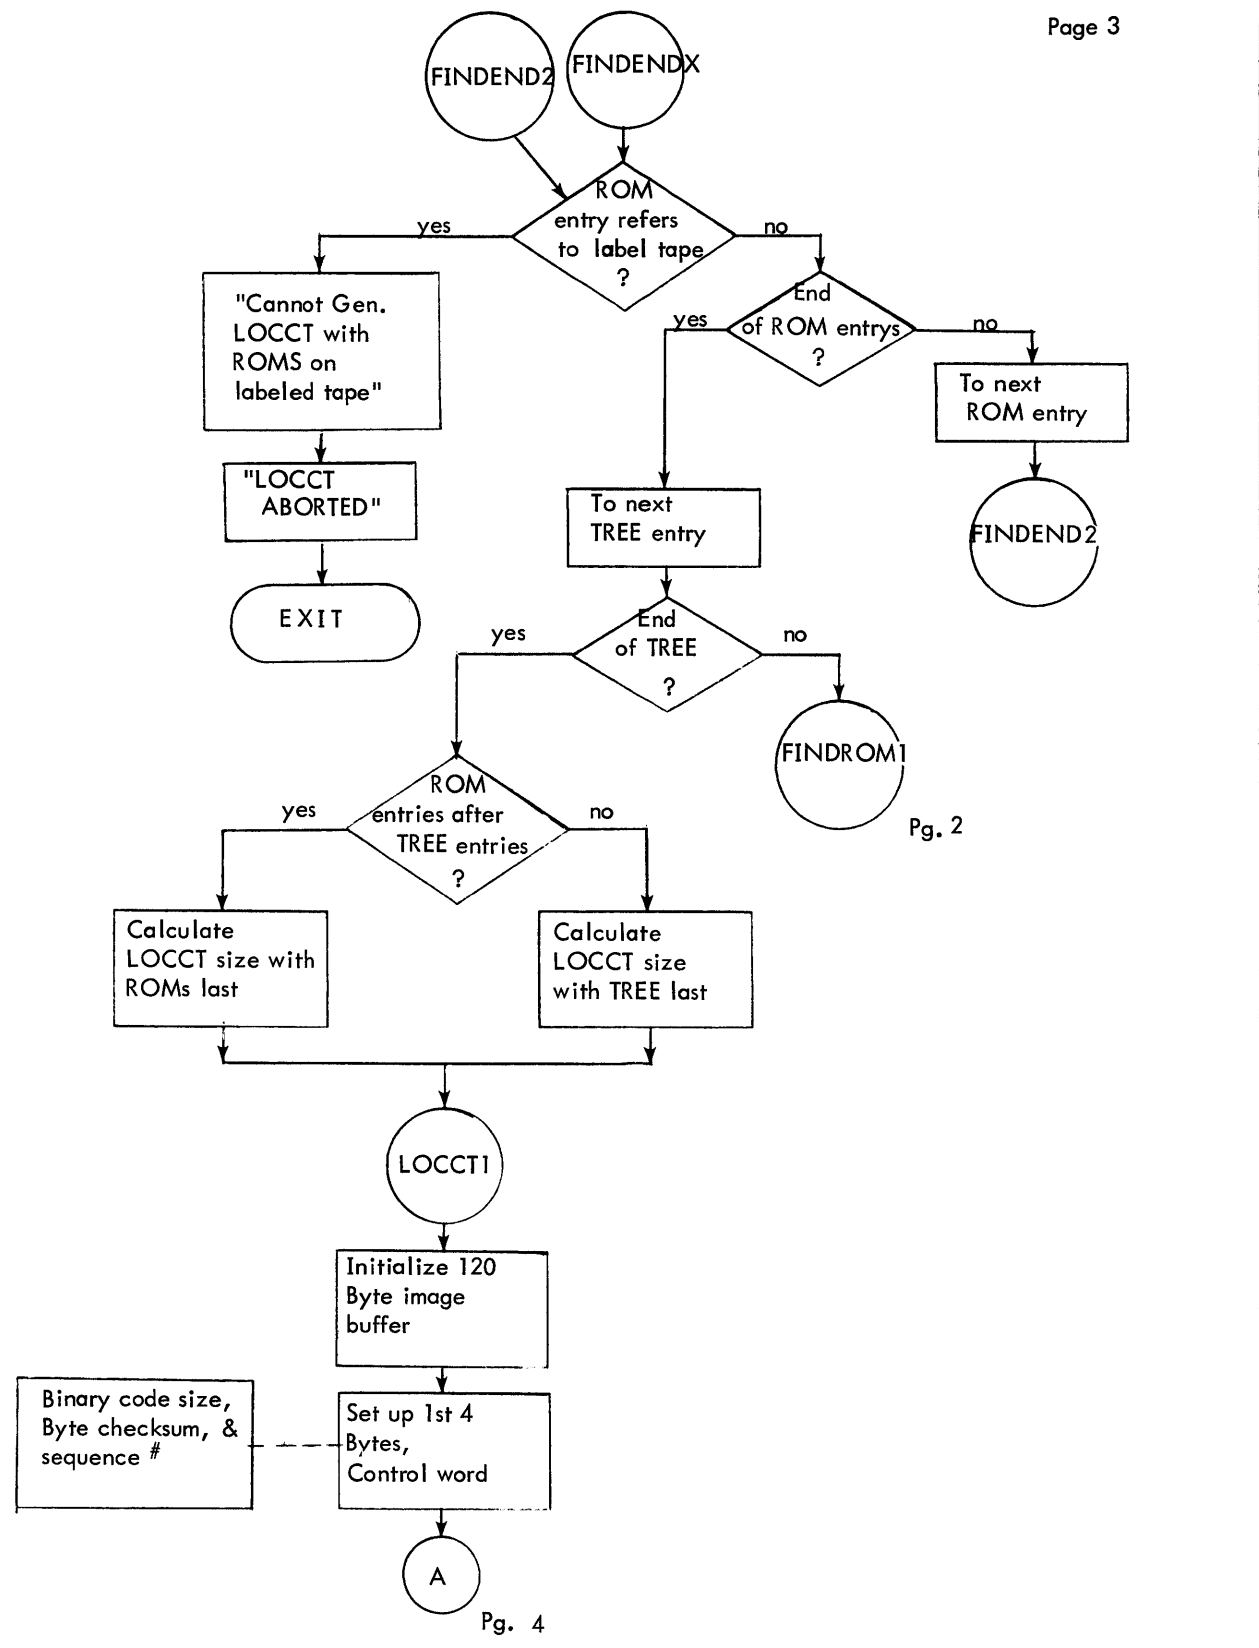 Page 3
FINDEND2
FINDENDX
ROM
entry refers
to label tape
?
yes
no
"Cannot Gen.
LOCCT with
ROMS on
labeled tape"
End
of ROM entrys
?
yes
no
To next
ROM entry
"LOCCT
ABORTED"
To next
TREE entry
FINDEND2
EXIT
End
of TREE
?
yes
no
FINDROM1
Pg. 2
ROM
entries after
TREE entries
?
yes
no
Calculate
LOCCT size with
ROMs last
Calculate
LOCCT size
with TREE last
LOCCT1
Initialize 120
Byte image
buffer
Binary code size,
Byte checksum, &
sequence #
Set up 1st 4
Bytes,
Control word
A
Pg. 4